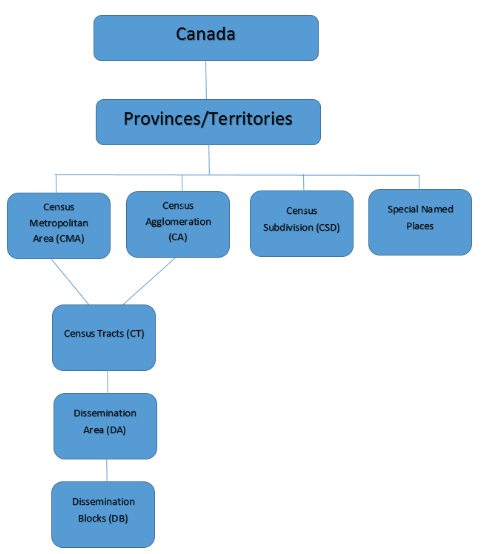 Canada
Provinces/Territories
Census
Metropolitan
Area (CMA)
Census
Agglomeration
(CA)
Census
Subdivision (CSD)
Special Named
Places
Census Tracts (CT)
Dissemination
Area (DA)
Dissemination
Blocks (DB)